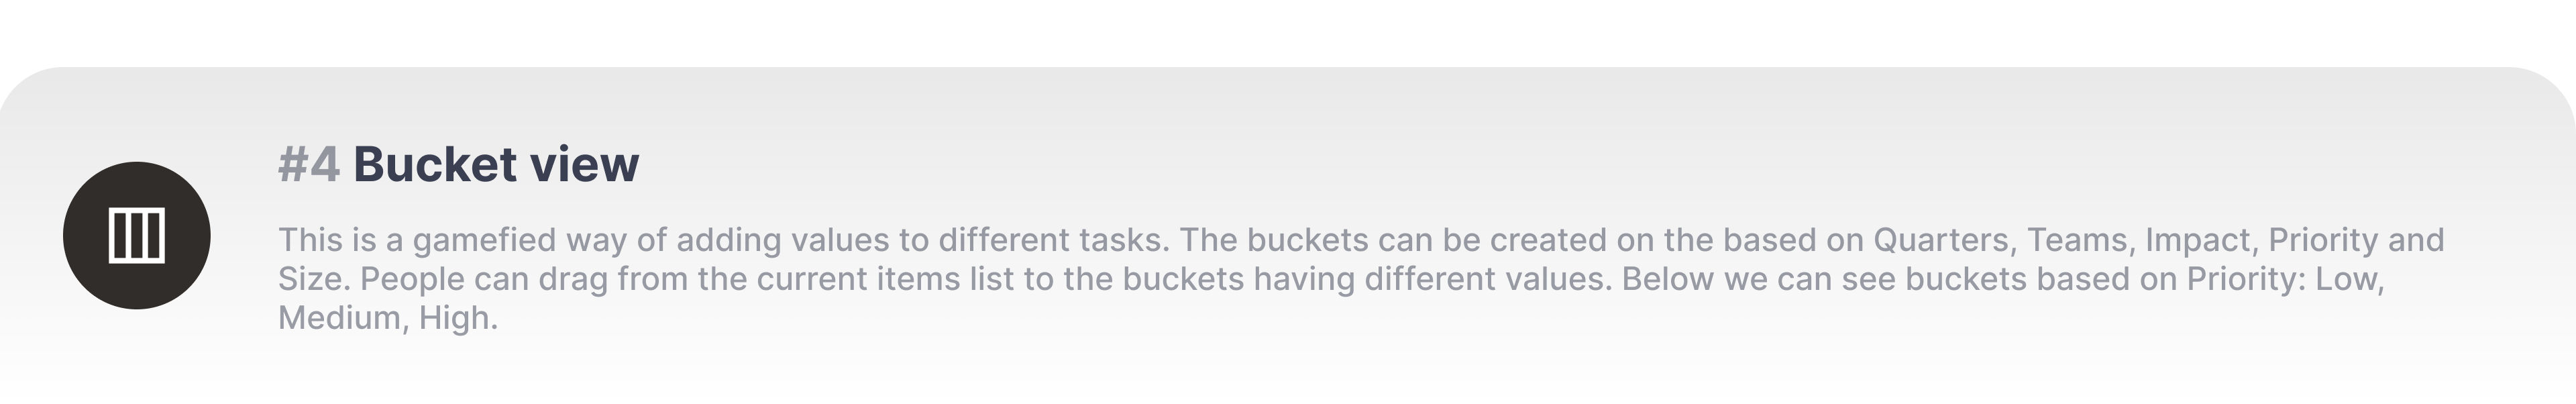 #4 Bucket view
This is a gamefied way of adding values to different tasks. The buckets can be created on the based on Quarters, Teams, Impact, Priority and
Size. People can drag from the current items list to the buckets having different values. Below we can see buckets based on Priority: Low,
Medium, High.